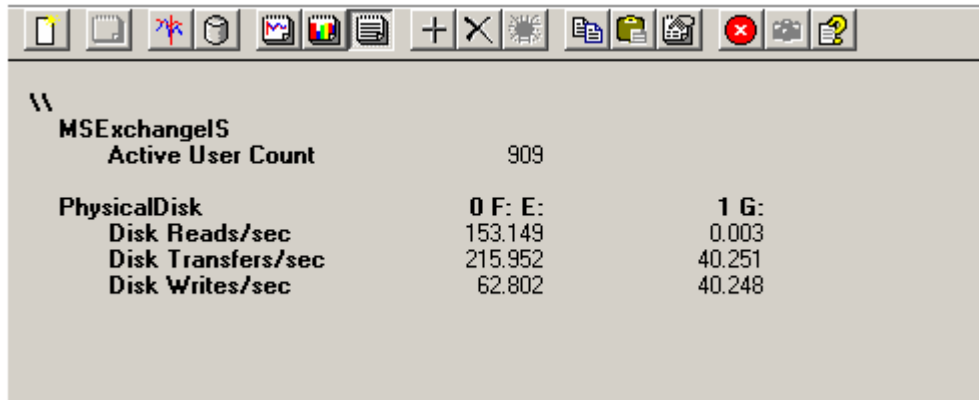 \\
MSExchangeIS
Active User Count 909
PhysicalDisk 0 F: E: 1 G:
Disk Reads/sec 153.149 0.003
Disk Transfers/sec 215.952 40.251
Disk Writes/sec 62.802 40.248